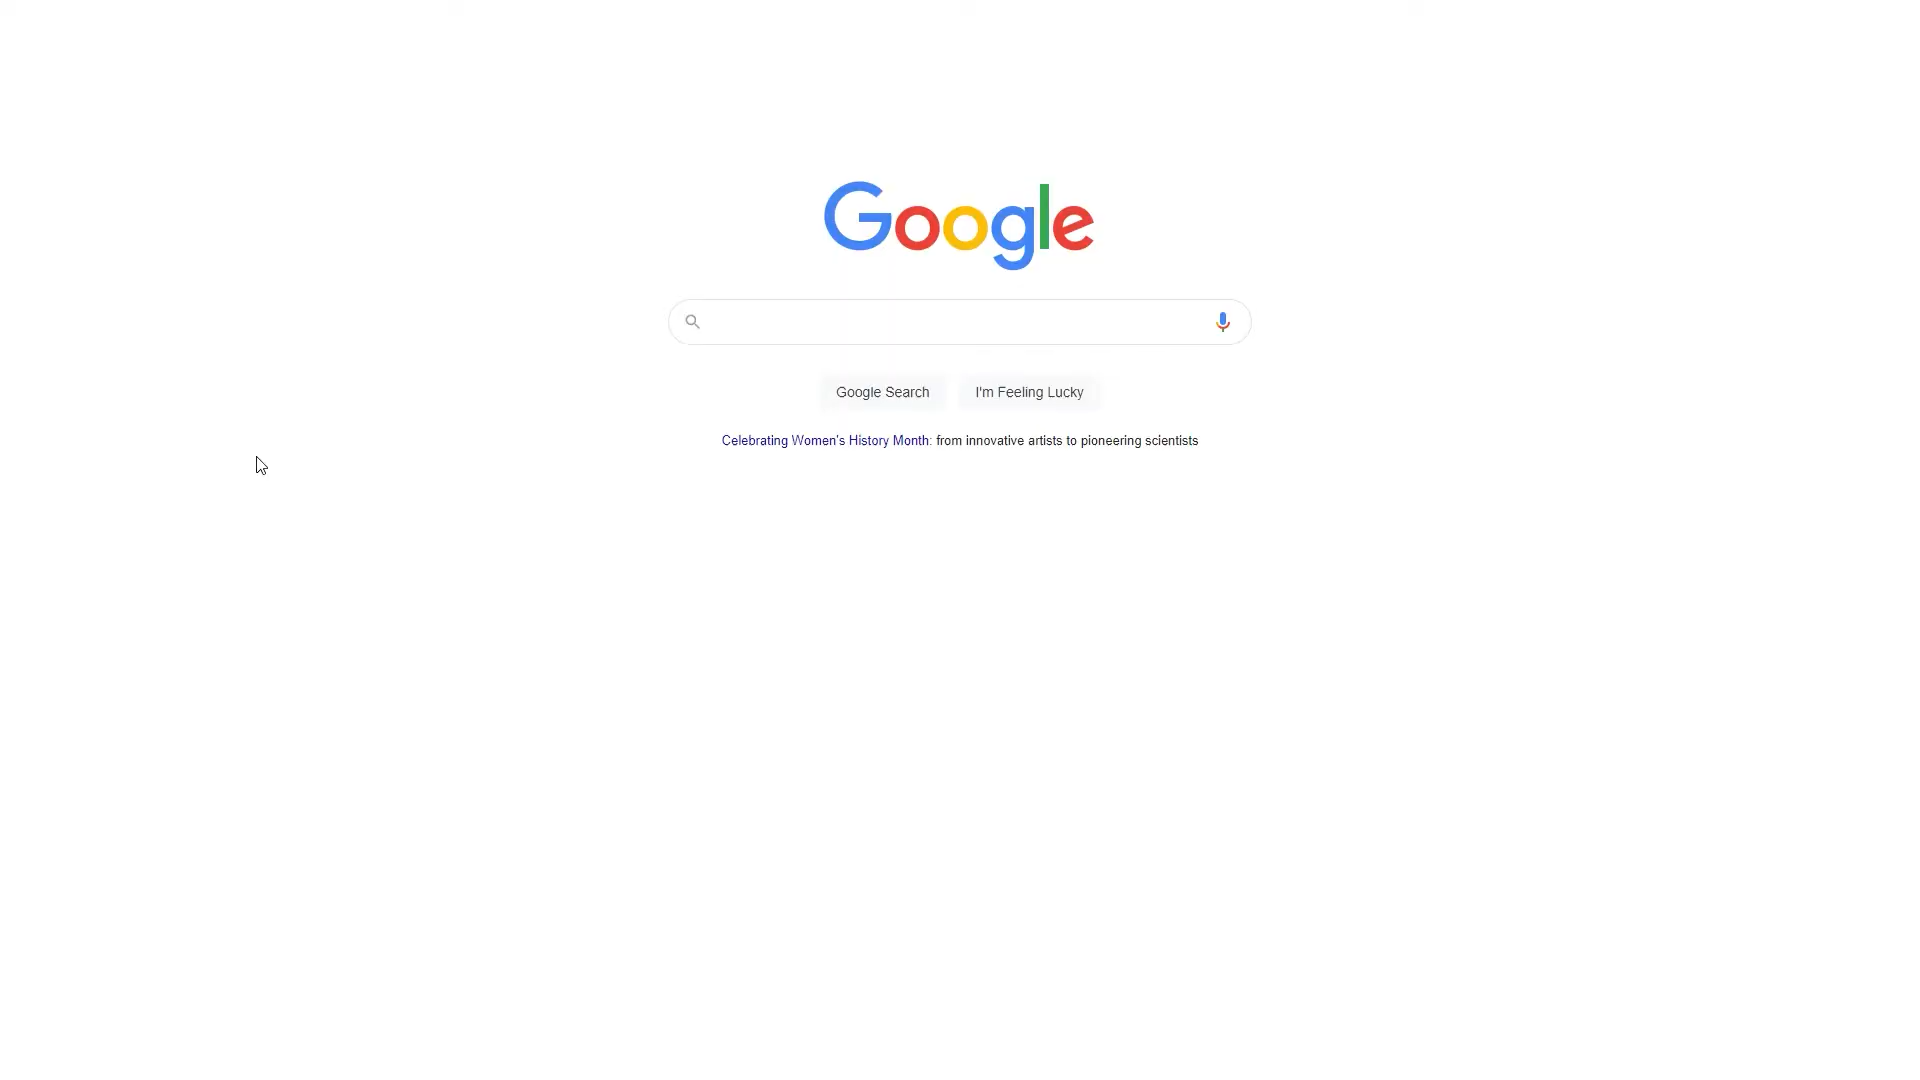 Google
Google Search
I'm Feeling Lucky
Celebrating Women's History Month: from innovative artists to pioneering scientists